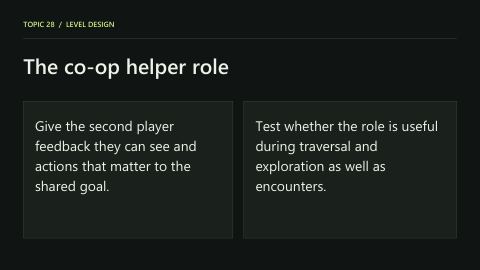 TOPIC 28 / LEVEL DESIGN
The co-op helper role
Give the second player
feedback they can see and
actions that matter to the
shared goal.
Test whether the role is useful
during traversal and
exploration as well as
encounters.